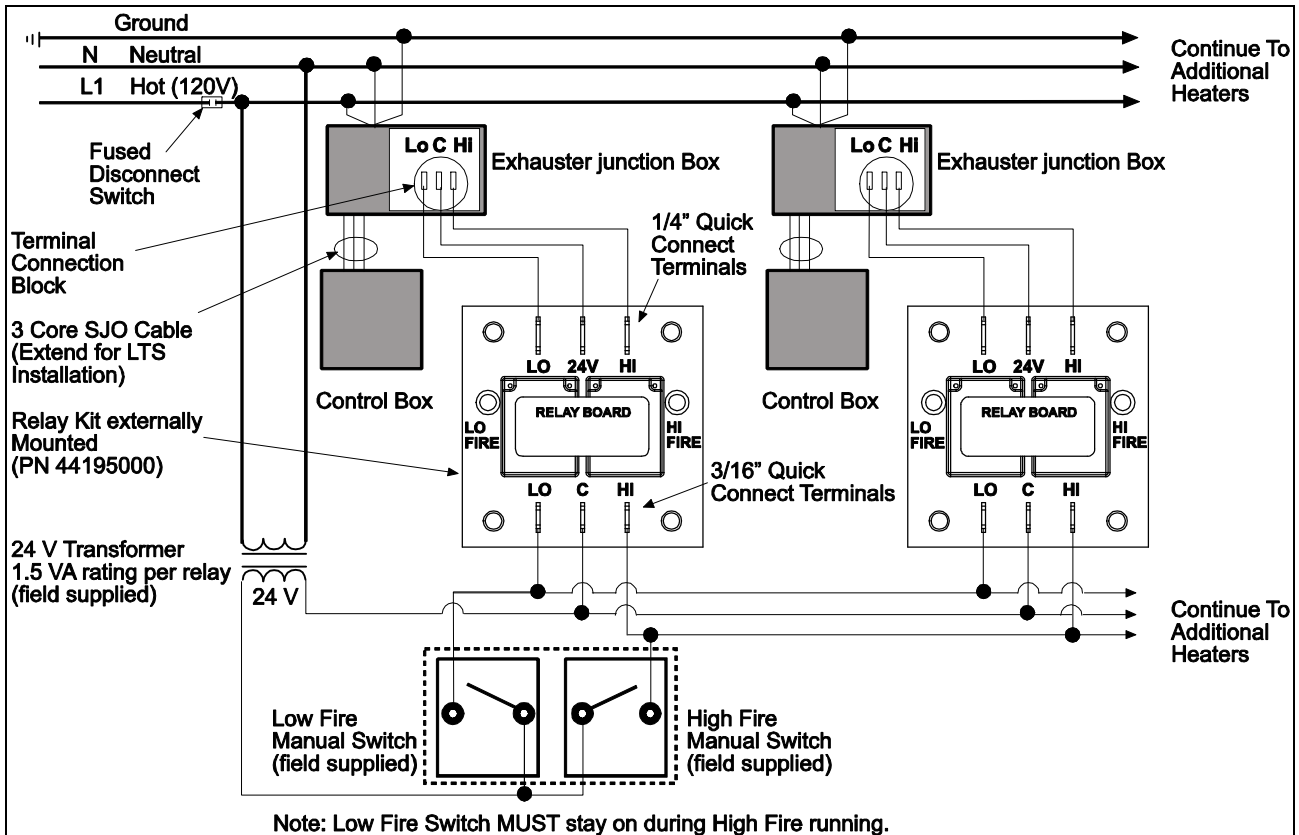 Ground
N Neutral
L1 Hot (120V)
Continue To
Additional
Heaters
Fused
Disconnect
Switch
Lo C Hi
Exhauster junction Box
Lo C Hi
Exhauster junction Box
Terminal
Connection
Block
1/4” Quick
Connect
Terminals
3 Core SJO Cable
(Extend for LTS
Installation)
Control Box
Control Box
LO 24V HI
RELAY BOARD
LO
FIRE
HI
FIRE
LO C HI
LO 24V HI
RELAY BOARD
LO
FIRE
HI
FIRE
LO C HI
Relay Kit externally
Mounted
(PN 44195000)
3/16” Quick
Connect Terminals
24 V Transformer
1.5 VA rating per relay
(field supplied)
24 V
Continue To
Additional
Heaters
Low Fire
Manual Switch
(field supplied)
High Fire
Manual Switch
(field supplied)
Note: Low Fire Switch MUST stay on during High Fire running.